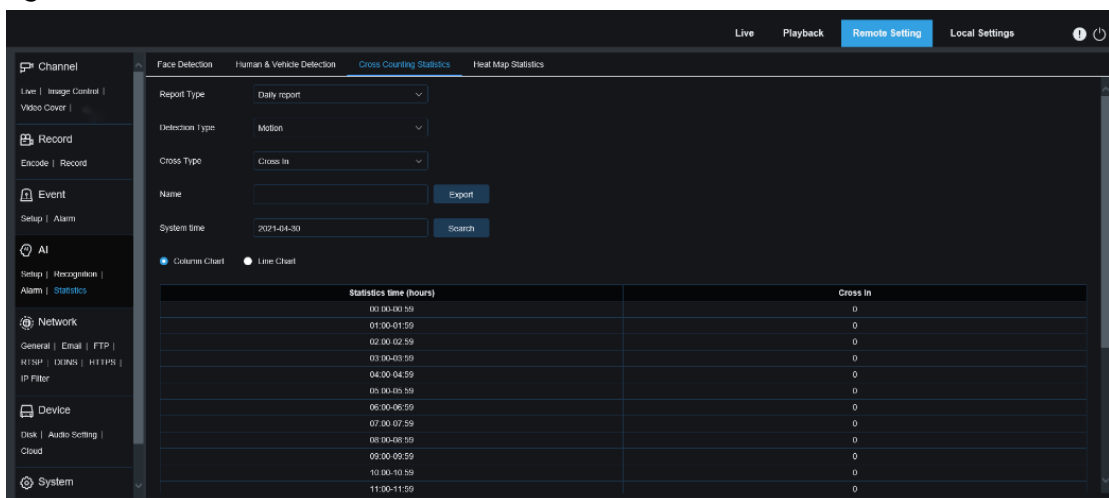 Live Playback Remote Setting Local Settings
Channel
Live | Image Control |
Video Cover |
Record
Encode | Record
Event
Setup | Alarm
AI
Setup | Recognition |
Alarm | Statistics
Network
General | Email | FTP |
RTSP | DDNS | HTTPS |
IP Filter
Device
Disk | Audio Setting |
Cloud
System
Face Detection Human & Vehicle Detection Cross Counting Statistics Heat Map Statistics
Report Type Daily report
Detection Type Motion
Cross Type Cross In
Name Export
System time 2021-04-30 Search
Column Chart Line Chart
Statistics time (hours) Cross In
00:00-00:59 0
01:00-01:59 0
02:00-02:59 0
03:00-03:59 0
04:00-04:59 0
05:00-05:59 0
06:00-06:59 0
07:00-07:59 0
08:00-08:59 0
09:00-09:59 0
10:00-10:59 0
11:00-11:59 0